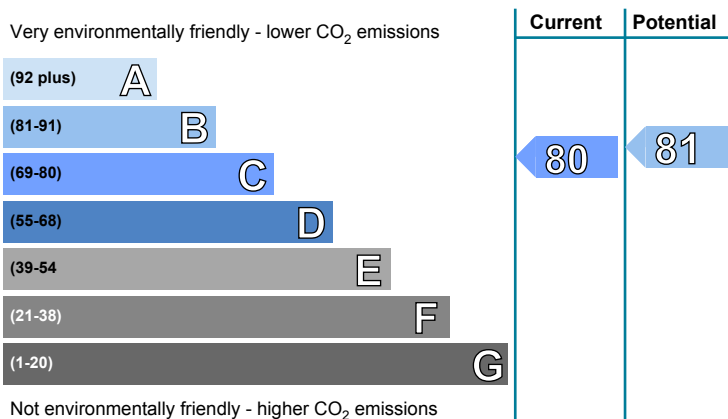 Current Potential
Very environmentally friendly - lower CO2 emissions
(92 plus) A
(81-91) B
(69-80) C
80 81
(55-68) D
(39-54 E
(21-38) F
(1-20) G
Not environmentally friendly - higher CO2 emissions